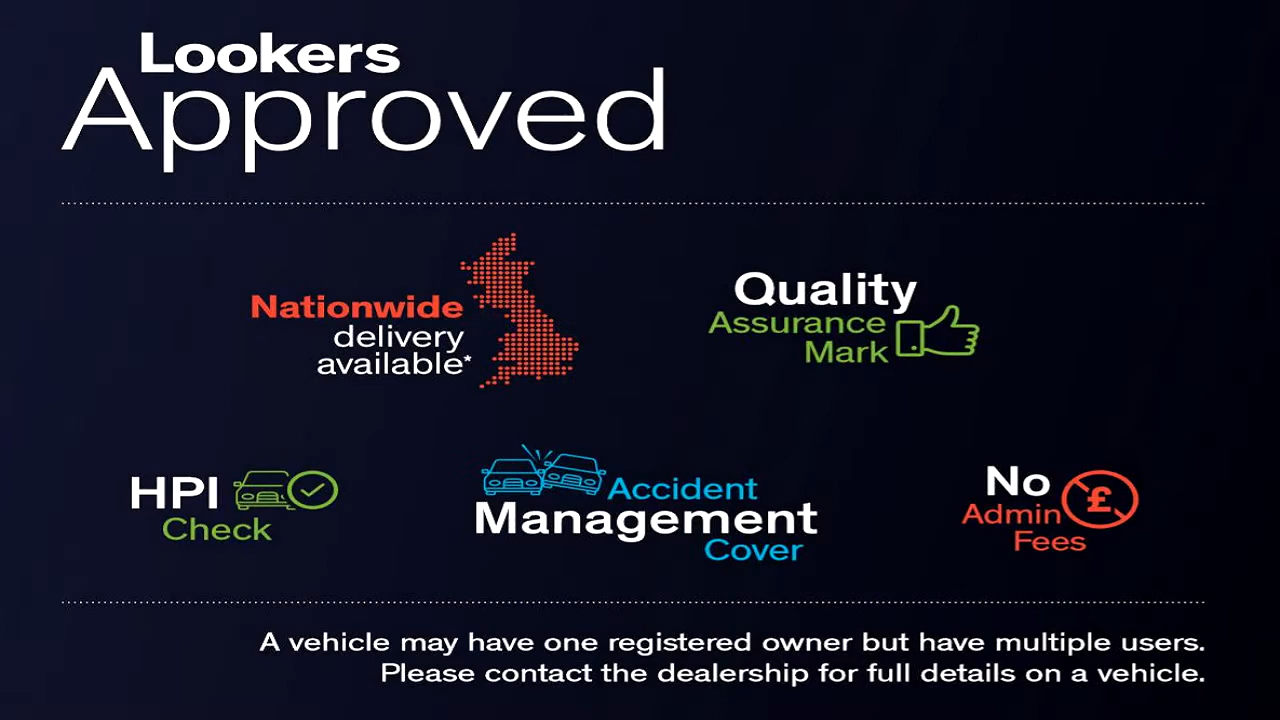 Lookers
Approved
Nationwide
delivery
available*
Quality
Assurance
Mark
HPI
Check
Accident
Management
Cover
No
Admin
Fees
£
A vehicle may have one registered owner but have multiple users.
Please contact the dealership for full details on a vehicle.